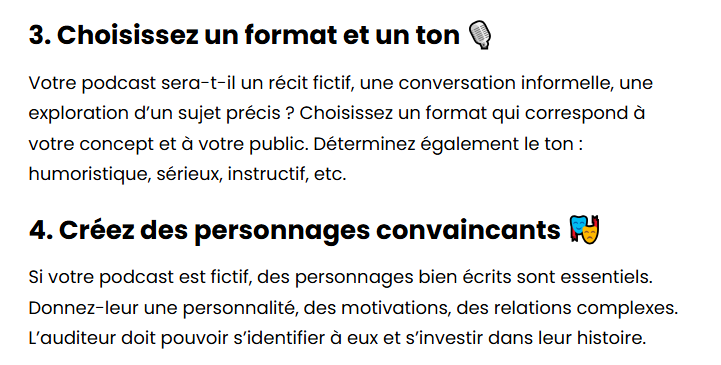 3. Choisissez un format et un ton 🎙️
Votre podcast sera-t-il un récit fictif, une conversation informelle, une
exploration d’un sujet précis ? Choisissez un format qui correspond à
votre concept et à votre public. Déterminez également le ton :
humoristique, sérieux, instructif, etc.
4. Créez des personnages convaincants 🎭
Si votre podcast est fictif, des personnages bien écrits sont essentiels.
Donnez-leur une personnalité, des motivations, des relations complexes.
L’auditeur doit pouvoir s’identifier à eux et s’investir dans leur histoire.